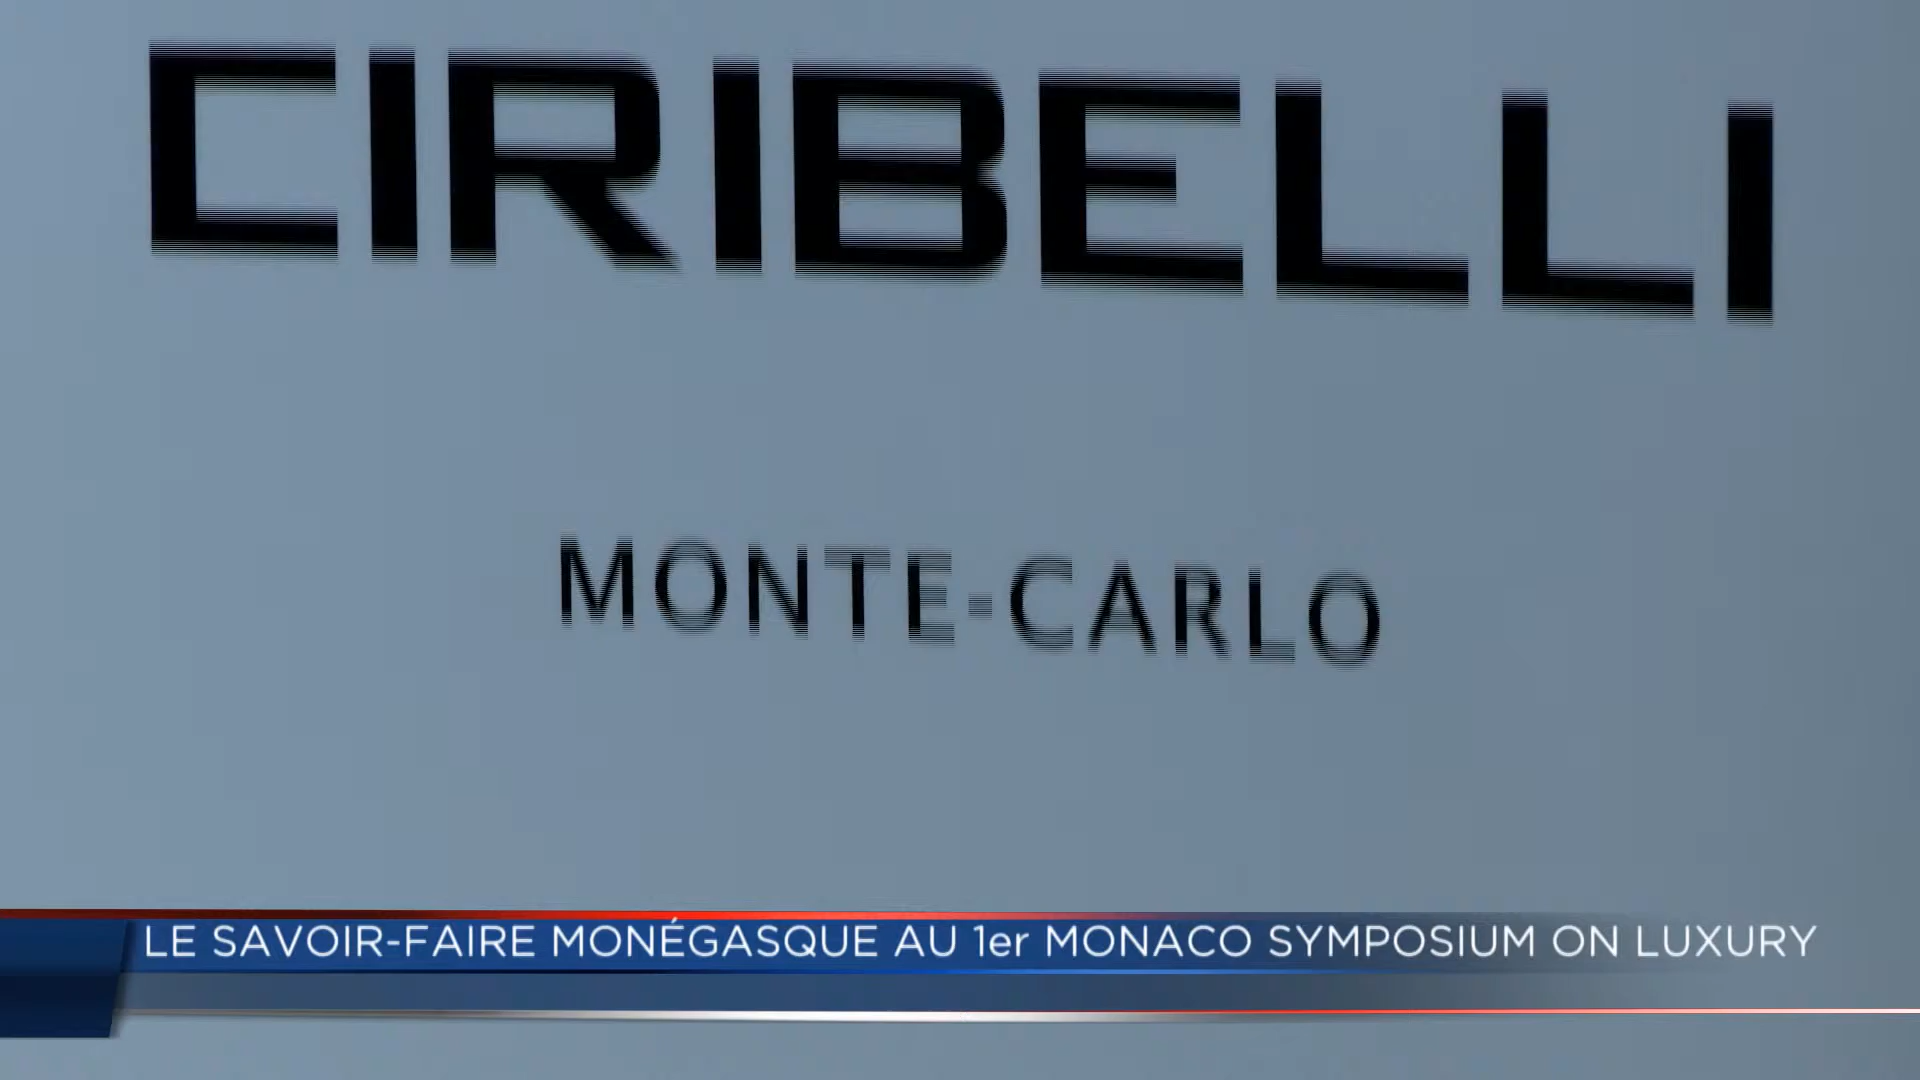 CIRIBELLI
MONTE-CARLO
LE SAVOIR-FAIRE MONÉGASQUE AU 1er MONACO SYMPOSIUM ON LUXURY